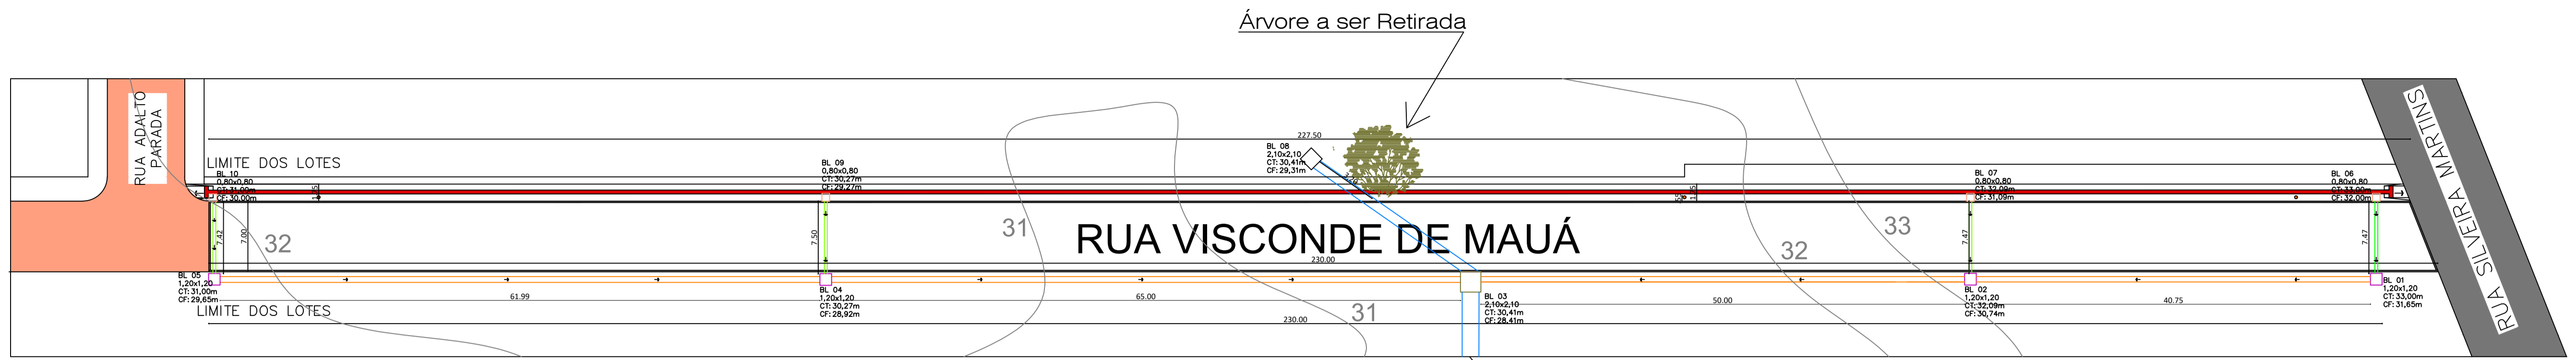 Árvore a ser Retirada
RUA ADALTO
PARADA
RUA SILVEIRA MARTINS
227.50
LIMITE DOS LOTES
BL 10
0,80x0,80
CT: 31,00m
CF: 30,00m
BL 09
0,80x0,80
CT: 30,27m
CF: 29,27m
BL 08
2,10x2,10
CT: 30,41m
CF: 29,31m
BL 07
0,80x0,80
CT: 32,09m
CF: 31,09m
BL 06
0,80x0,80
CT: 33,00m
CF: 32,00m
1.25
.55
1.25
7.42
7.00
32
7.50
31
RUA VISCONDE DE MAUÁ
230.00
32
33
7.47
7.47
BL 05
1,20x1,20
CT: 31,00m
CF: 29,65m
61.99
BL 04
1,20x1,20
CT: 30,27m
CF: 28,92m
65.00
31
BL 03
2,10x2,10
CT: 30,41m
CF: 28,41m
50.00
BL 02
1,20x1,20
CT: 32,09m
CF: 30,74m
40.75
BL 01
1,20x1,20
CT: 33,00m
CF: 31,65m
LIMITE DOS LOTES
230.00